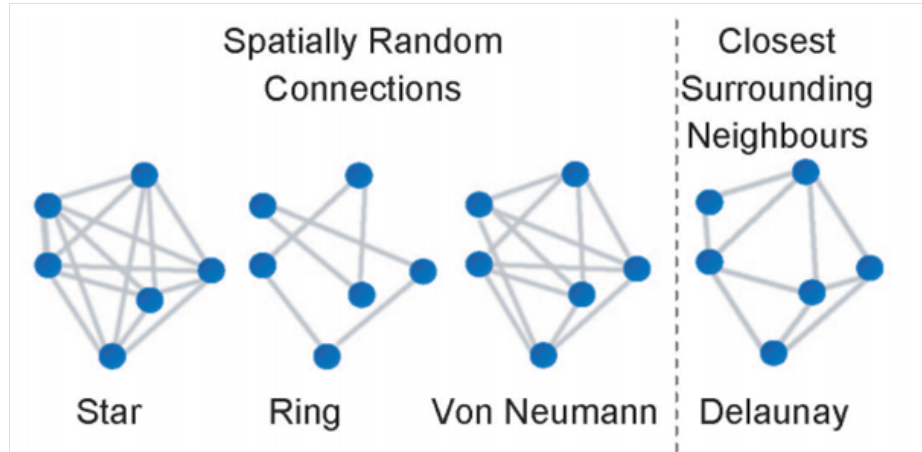 Spatially Random
Connections
Closest
Surrounding
Neighbours
Star
Ring
Von Neumann
Delaunay